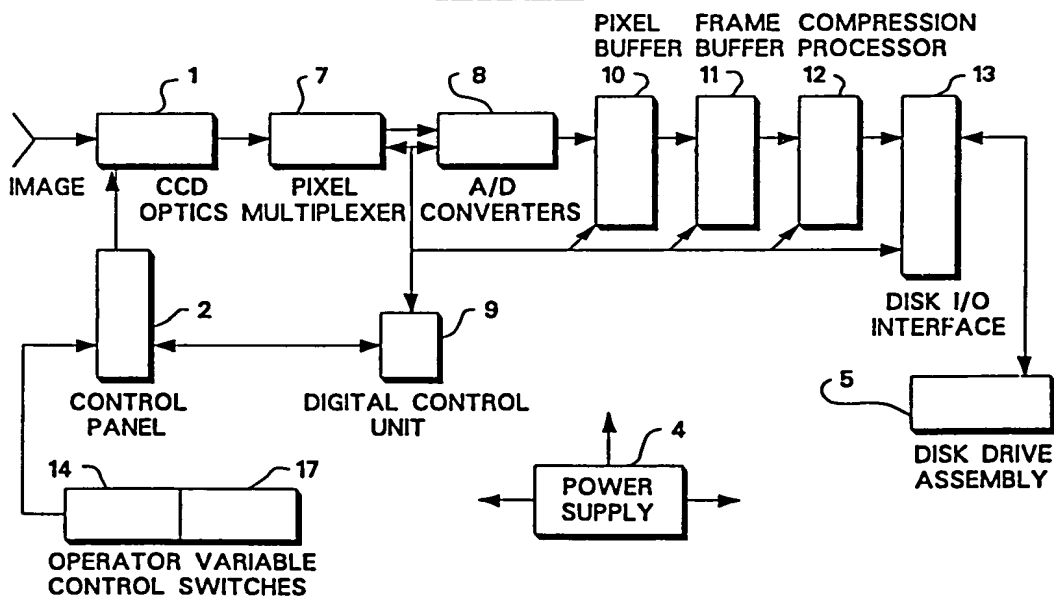 PIXEL FRAME COMPRESSION
BUFFER BUFFER PROCESSOR
1
7
8
10
11
12
13
IMAGE
CCD
OPTICS
PIXEL
MULTIPLEXER
A/D
CONVERTERS
2
9
DISK I/O
INTERFACE
CONTROL
PANEL
DIGITAL CONTROL
UNIT
5
DISK DRIVE
ASSEMBLY
4
POWER
SUPPLY
14
17
OPERATOR VARIABLE
CONTROL SWITCHES